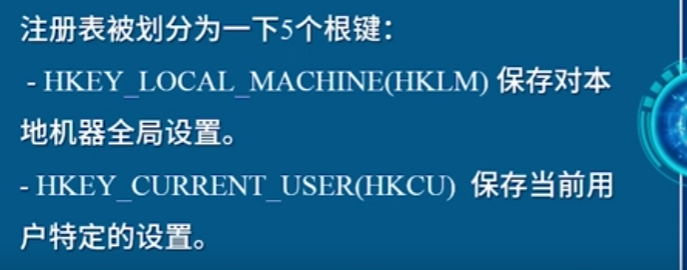 注册表被划分为一下5个根键：
- HKEY_LOCAL_MACHINE(HKLM) 保存对本
地机器全局设置。
- HKEY_CURRENT_USER(HKCU) 保存当前用
户特定的设置。